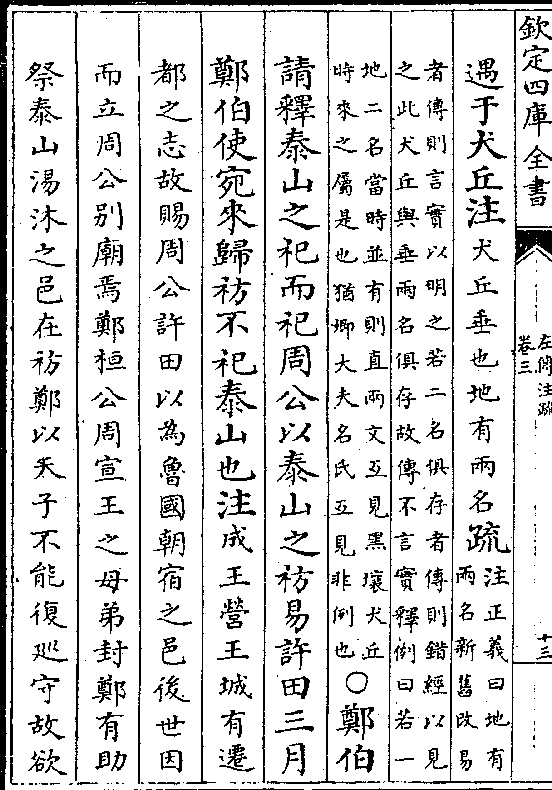 欽定四庫全書
左傳注疏
卷三
十三
遇于犬丘注犬丘垂也地有兩名疏
注正義曰地有
兩名新舊改易
者傳則言實以明之若二名俱存者傳則錯經以見
之此犬丘與垂兩名俱存故傳不言實釋例曰若一
地二名當時並有則直兩文互見黑壤犬丘
時來之屬是也猶卿大夫名氏互見非例也
○鄭伯
請釋泰山之祀而祀周公以泰山之祊易許田三月
鄭伯使宛來歸祊不祀泰山也注成王營王城有遷
都之志故賜周公許田以為魯國朝宿之邑後世因
而立周公别廟焉鄭桓公周宣王之母弟封鄭有助
祭泰山湯沐之邑在祊鄭以天子不能復廵守故欲